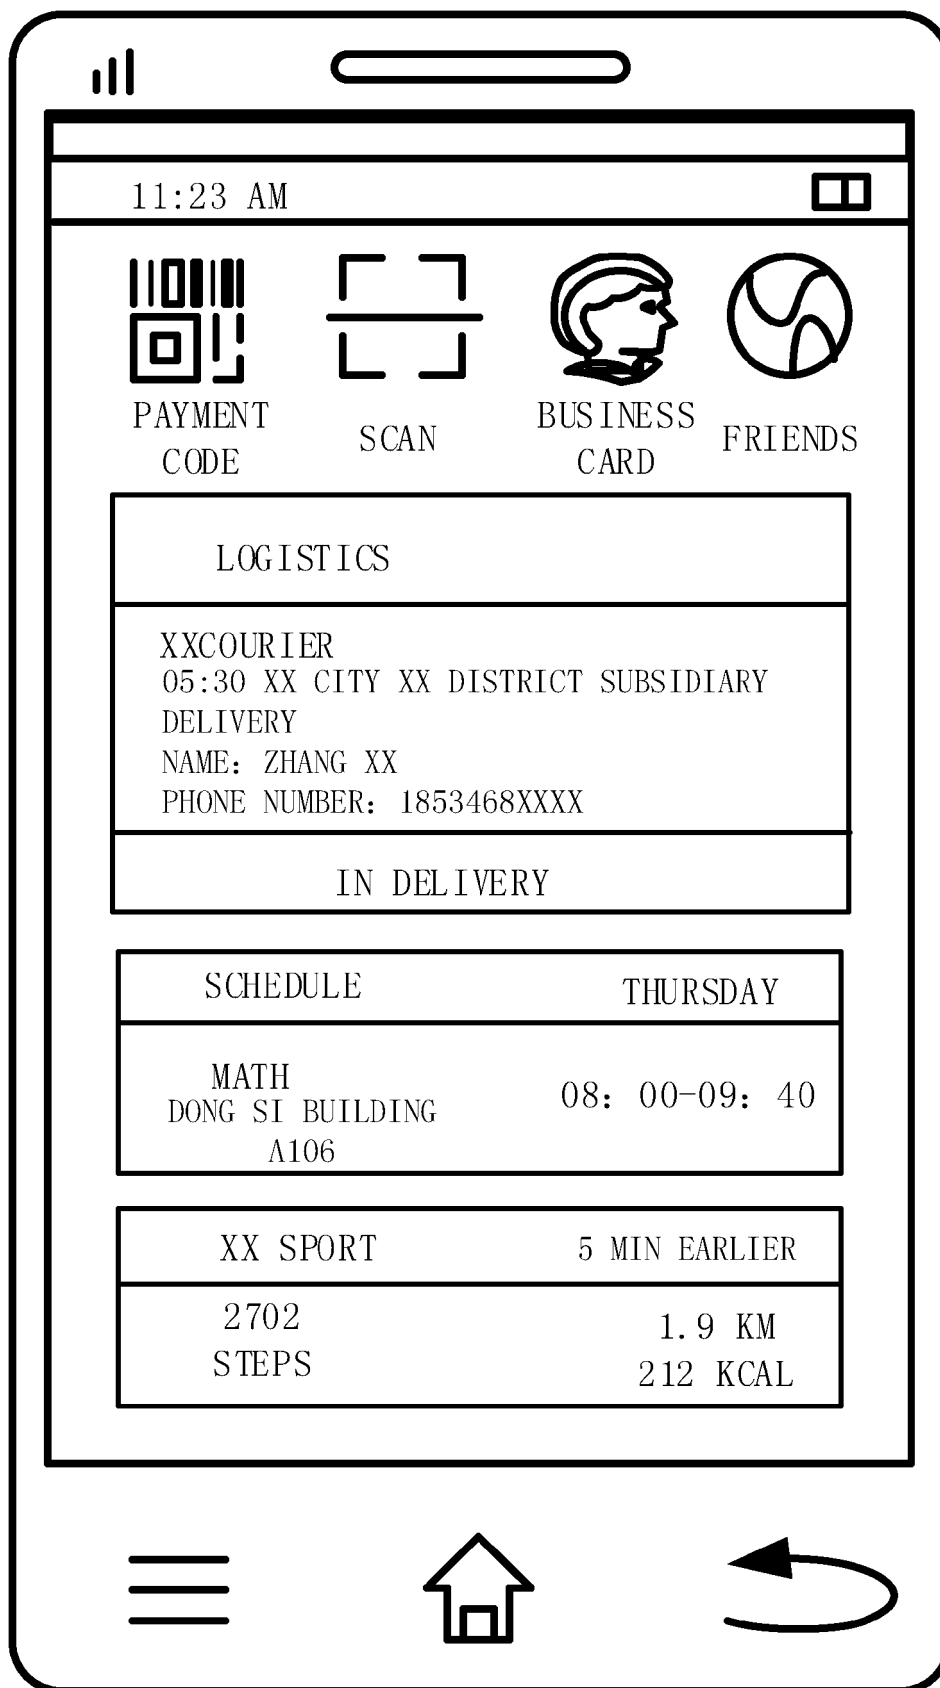 11:23 AM
PAYMENT
CODE
SCAN
BUSINESS
CARD
FRIENDS
LOGISTICS
XXCOURIER
05:30 XX CITY XX DISTRICT SUBSIDIARY
DELIVERY
NAME: ZHANG XX
PHONE NUMBER: 1853468XXXX
IN DELIVERY
SCHEDULE THURSDAY
MATH
DONG SI BUILDING
A106
08: 00-09: 40
XX SPORT 5 MIN EARLIER
2702
STEPS
1.9 KM
212 KCAL